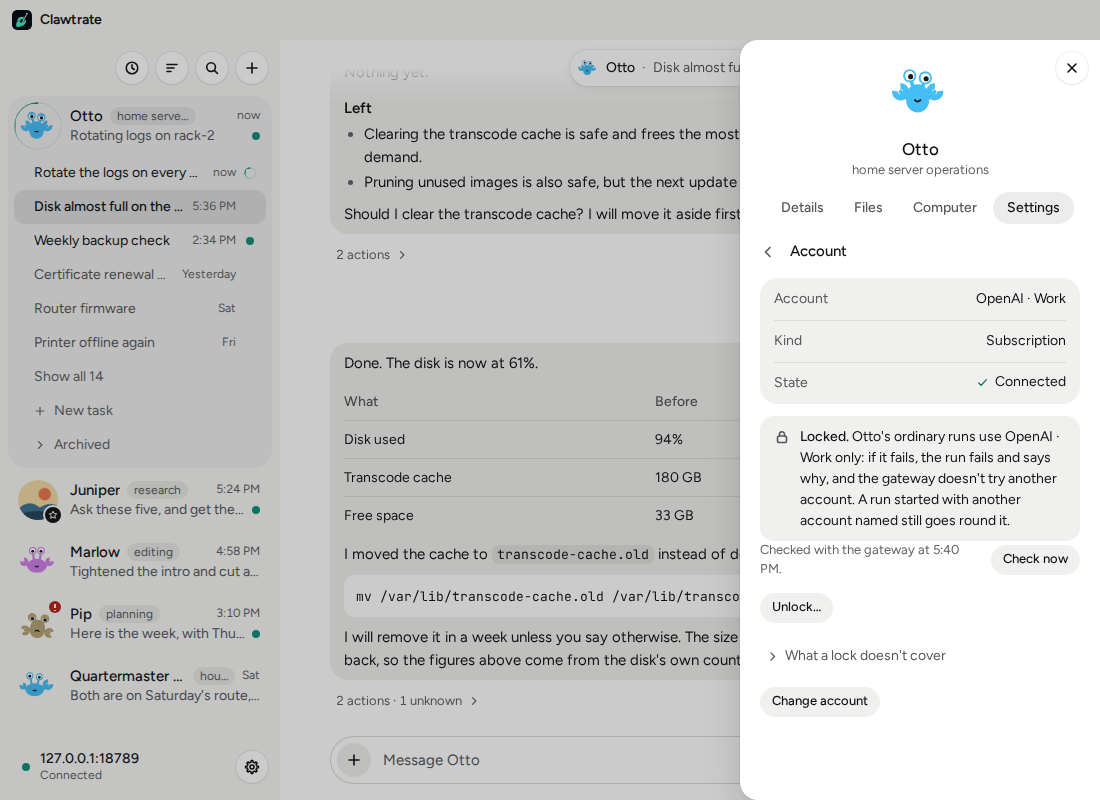 Clawtrate
Otto
home serve...
now
Rotating logs on rack-2
Rotate the logs on every ...
now
Disk almost full on the ...
5:36 PM
Weekly backup check
2:34 PM
Certificate renewal ...
Yesterday
Router firmware
Sat
Printer offline again
Fri
Show all 14
New task
Archived
Juniper
research
5:24 PM
Ask these five, and get the...
Marlow
editing
4:58 PM
Tightened the intro and cut a...
Pip
planning
3:10 PM
Here is the week, with Thu...
Quartermaster ...
hou...
Sat
Both are on Saturday's route,...
127.0.0.1:18789
Connected
Otto · Disk almost fu
Nothing yet.
Left
Clearing the transcode cache is safe and frees the most
demand.
Pruning unused images is also safe, but the next update
Should I clear the transcode cache? I will move it aside first
2 actions
Done. The disk is now at 61%.
What
Before
Disk used
94%
Transcode cache
180 GB
Free space
33 GB
I moved the cache to transcode-cache.old instead of d
mv /var/lib/transcode-cache.old /var/lib/transco
I will remove it in a week unless you say otherwise. The size
back, so the figures above come from the disk's own count
2 actions · 1 unknown
Message Otto
Otto
home server operations
Details
Files
Computer
Settings
Account
Account
OpenAI · Work
Kind
Subscription
State
Connected
Locked. Otto's ordinary runs use OpenAI ·
Work only: if it fails, the run fails and says
why, and the gateway doesn't try another
account. A run started with another
account named still goes round it.
Checked with the gateway at 5:40
PM.
Check now
Unlock...
What a lock doesn't cover
Change account